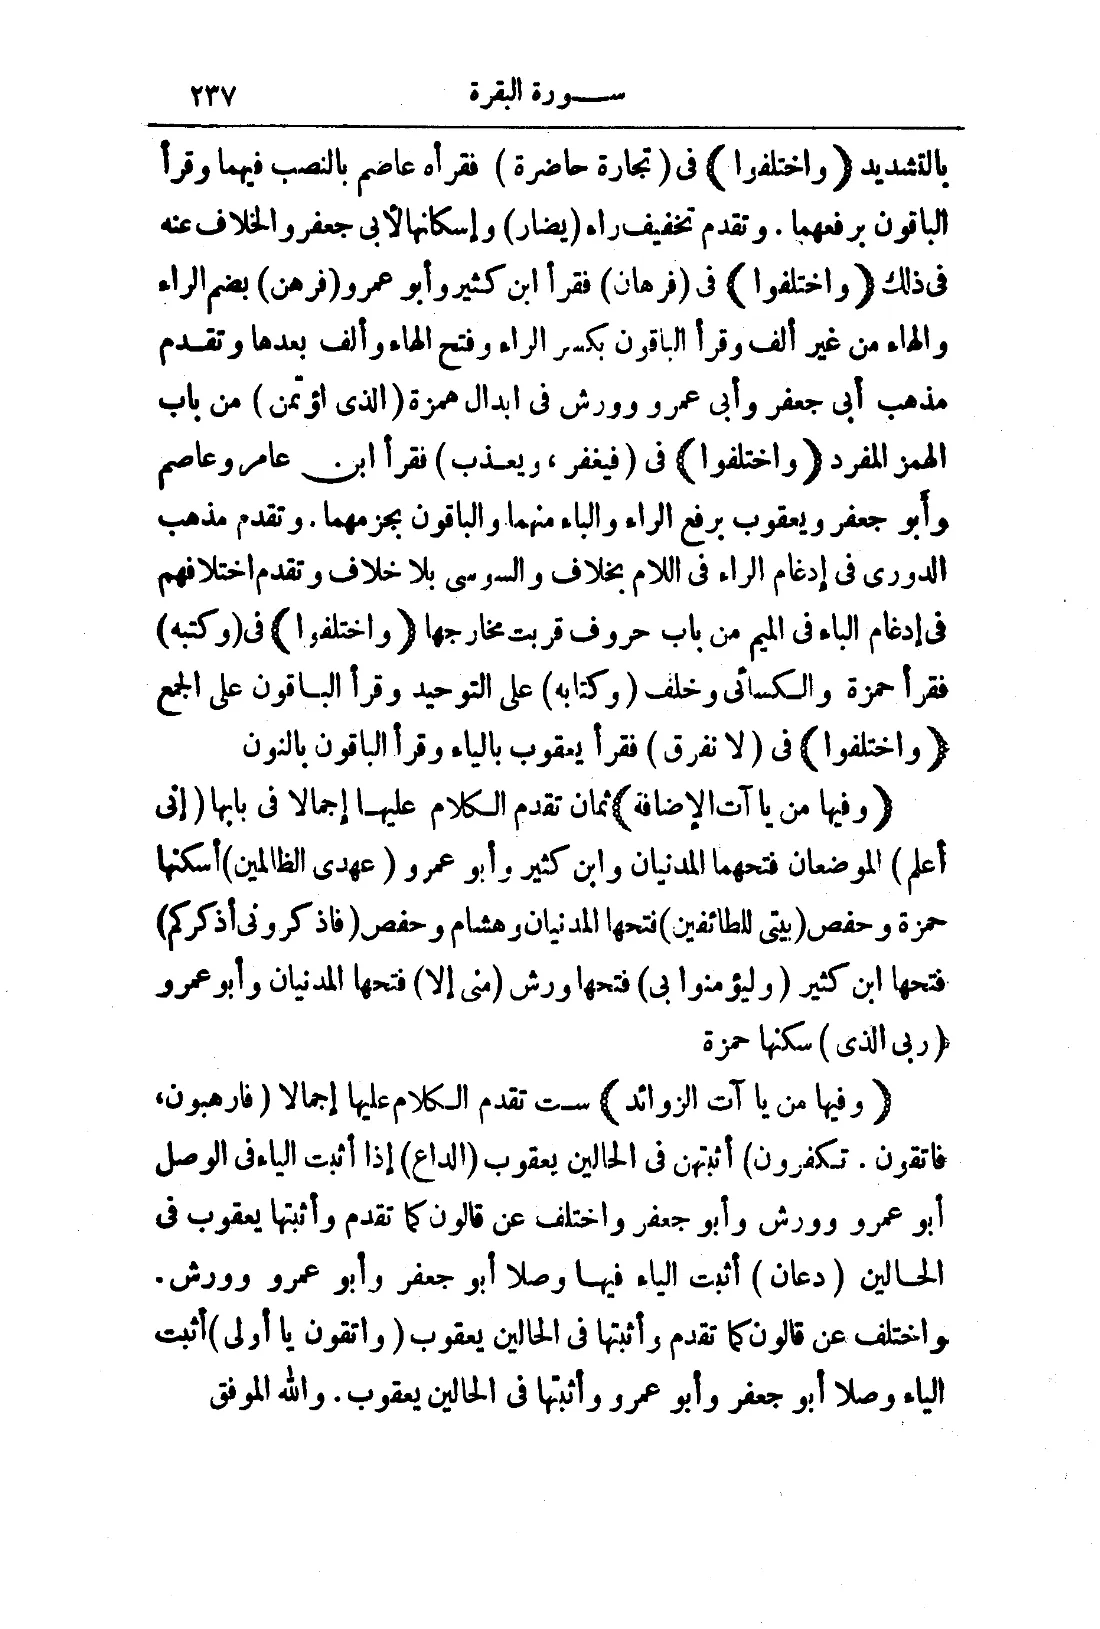 سورة البقرة ٢٣٧
بالتشديد ﴿ واختلفوا ﴾ فى ( تجارة حاضرة ) فقرأه عاصم بالنصب فيهما وقرأ
الباقون برفعهما . وتقدم تخفيف راء ( يضار ) وإسكانها لأبى جعفر والخلاف عنه
فى ذلك ﴿ واختلفوا ﴾ فى ( فرهان ) فقرأ ابن كثير وأبو عمرو ( فرهن ) بضم الراء
والهاء من غير ألف وقرأ الباقون بكسر الراء وفتح الهاء وألف بعدها وتقدم
مذهب أبى جعفر وأبى عمرو وورش فى ابدال همزة ( الذى اؤتمن ) من باب
الهمز المفرد ﴿ واختلفوا ﴾ فى ( فيغفر ، ويعذب ) فقرأ ابن عامر وعاصم
وأبو جعفر ويعقوب برفع الراء والباء منهما والباقون بجزمهما . وتقدم مذهب
الدورى فى إدغام الراء فى اللام بخلاف والسوسى بلا خلاف وتقدم اختلافهم
فى إدغام الباء فى الميم من باب حروف قربت مخارجها ﴿ واختلفوا ﴾ فى ( وكتبه )
فقرأ حمزة والكسائى وخلف ( وكتابه ) على التوحيد وقرأ الباقون على الجمع
﴿ واختلفوا ﴾ فى ( لا نفرق ) فقرأ يعقوب بالياء وقرأ الباقون بالنون
﴿ وفيها من يا آت الإضافة ﴾ ثمان تقدم الكلام عليها إجمالا فى بابها ( إنى
أعلم ) الموضعان فتحهما المدنيان وابن كثير وأبو عمرو ( عهدى الظالمين ) أسكنها
حمزة وحفص ( بيتى للطائفين ) فتحها المدنيان وهشام وحفص ( فاذكرونى أذكركم )
فتحها ابن كثير ( وليؤمنوا بى ) فتحها ورش ( منى إلا ) فتحها المدنيان وأبو عمرو
( ربى الذى ) سكنها حمزة
﴿ وفيها من يا آت الزوائد ﴾ ست تقدم الكلام عليها إجمالا ( فارهبون،
فاتقون . تكفرون ) أثبتهن فى الحالين يعقوب ( الداع ) إذا أثبت الياء فى الوصل
أبو عمرو وورش وأبو جعفر واختلف عن قالون كما تقدم وأثبتها يعقوب فى
الحالين ( دعان ) أثبت الياء فيها وصلا أبو جعفر وأبو عمرو وورش .
واختلف عن قالون كما تقدم وأثبتها فى الحالين يعقوب ( واتقون يا أولى ) أثبت
الياء وصلا أبو جعفر وأبو عمرو وأثبتها فى الحالين يعقوب . والله الموفق